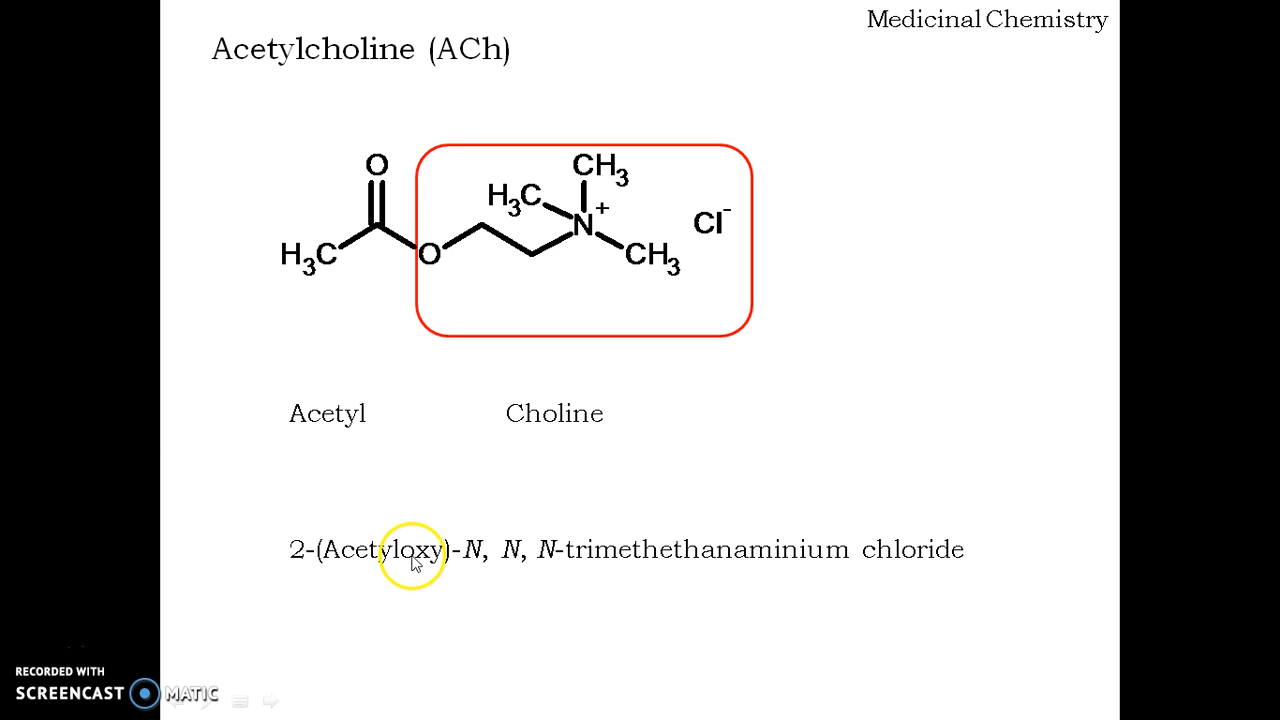 Medicinal Chemistry
Acetylcholine (ACh)
O
CH3
H3C
N+
Cl-
H3C
O
CH3
Acetyl Choline
2-(Acetyloxy)-N, N, N-trimethethanaminium chloride
RECORDED WITH
SCREENCAST MATIC